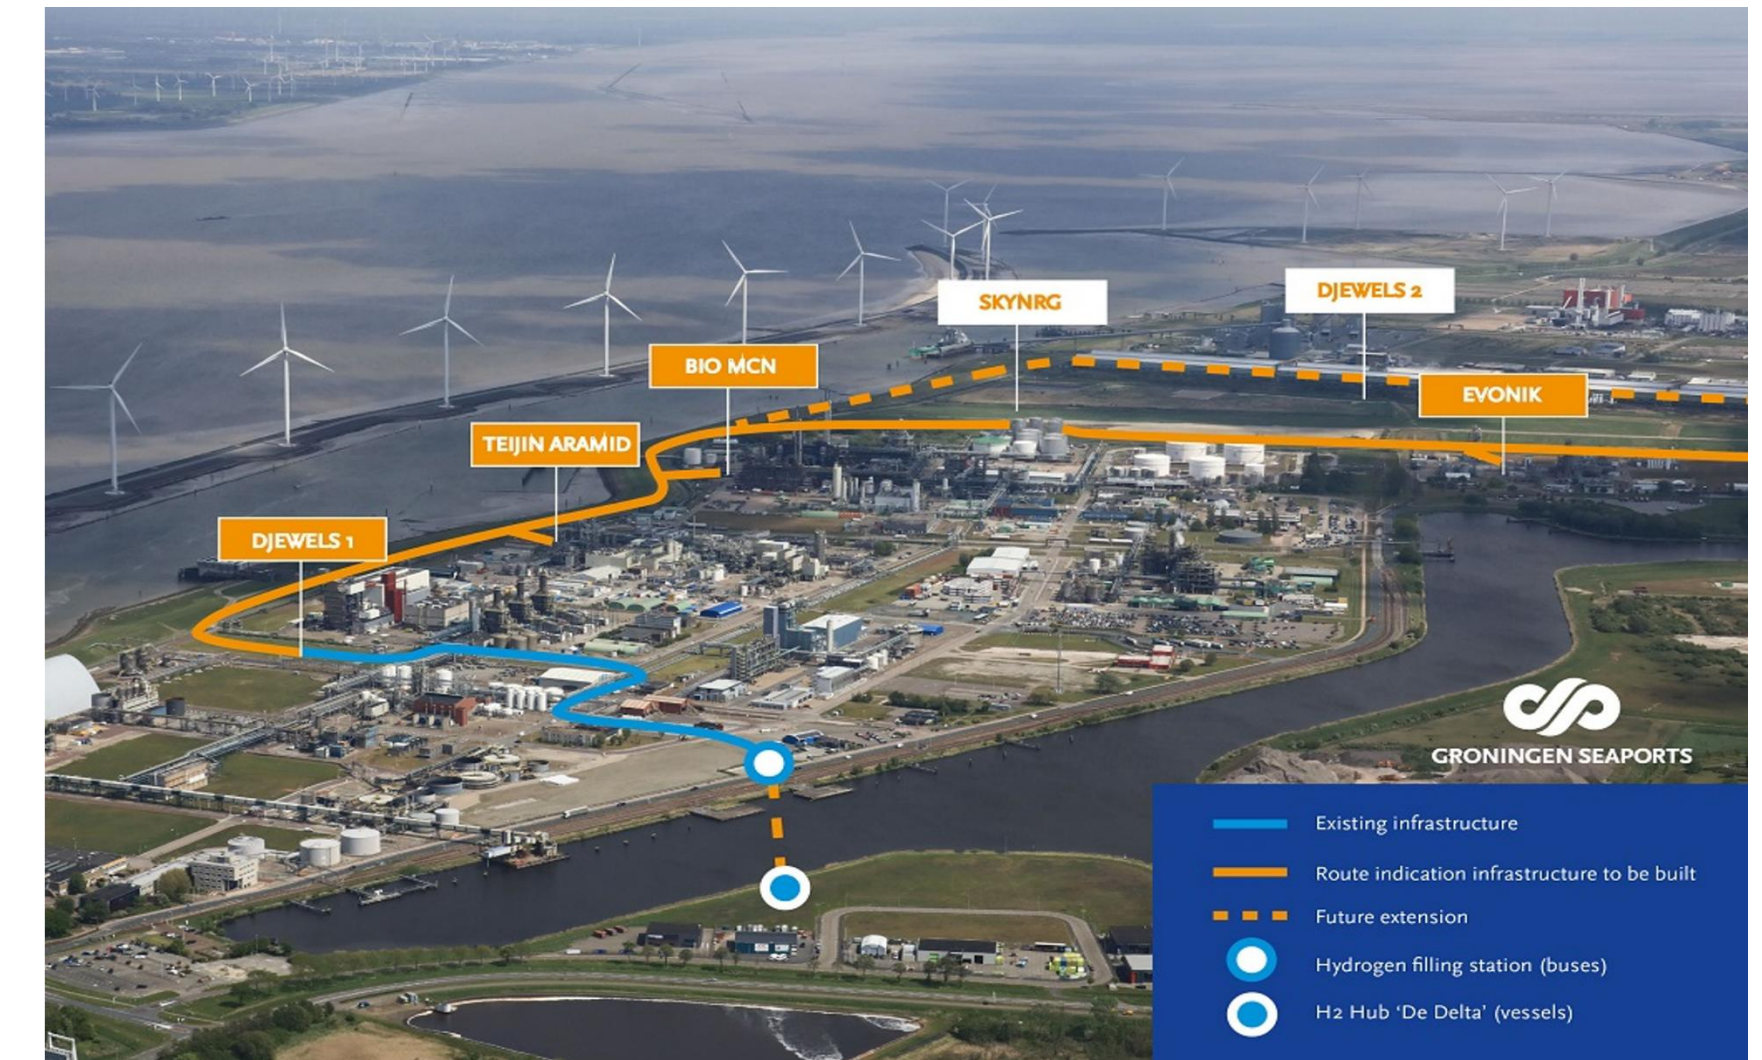 SKYNRG
DJEWELS 2
BIO MCN
EVONIK
TEIJIN ARAMID
DJEWELS 1
GRONINGEN SEAPORTS
Existing infrastructure
Route indication infrastructure to be built
Future extension
Hydrogen filling station (buses)
H2 Hub ‘De Delta’ (vessels)